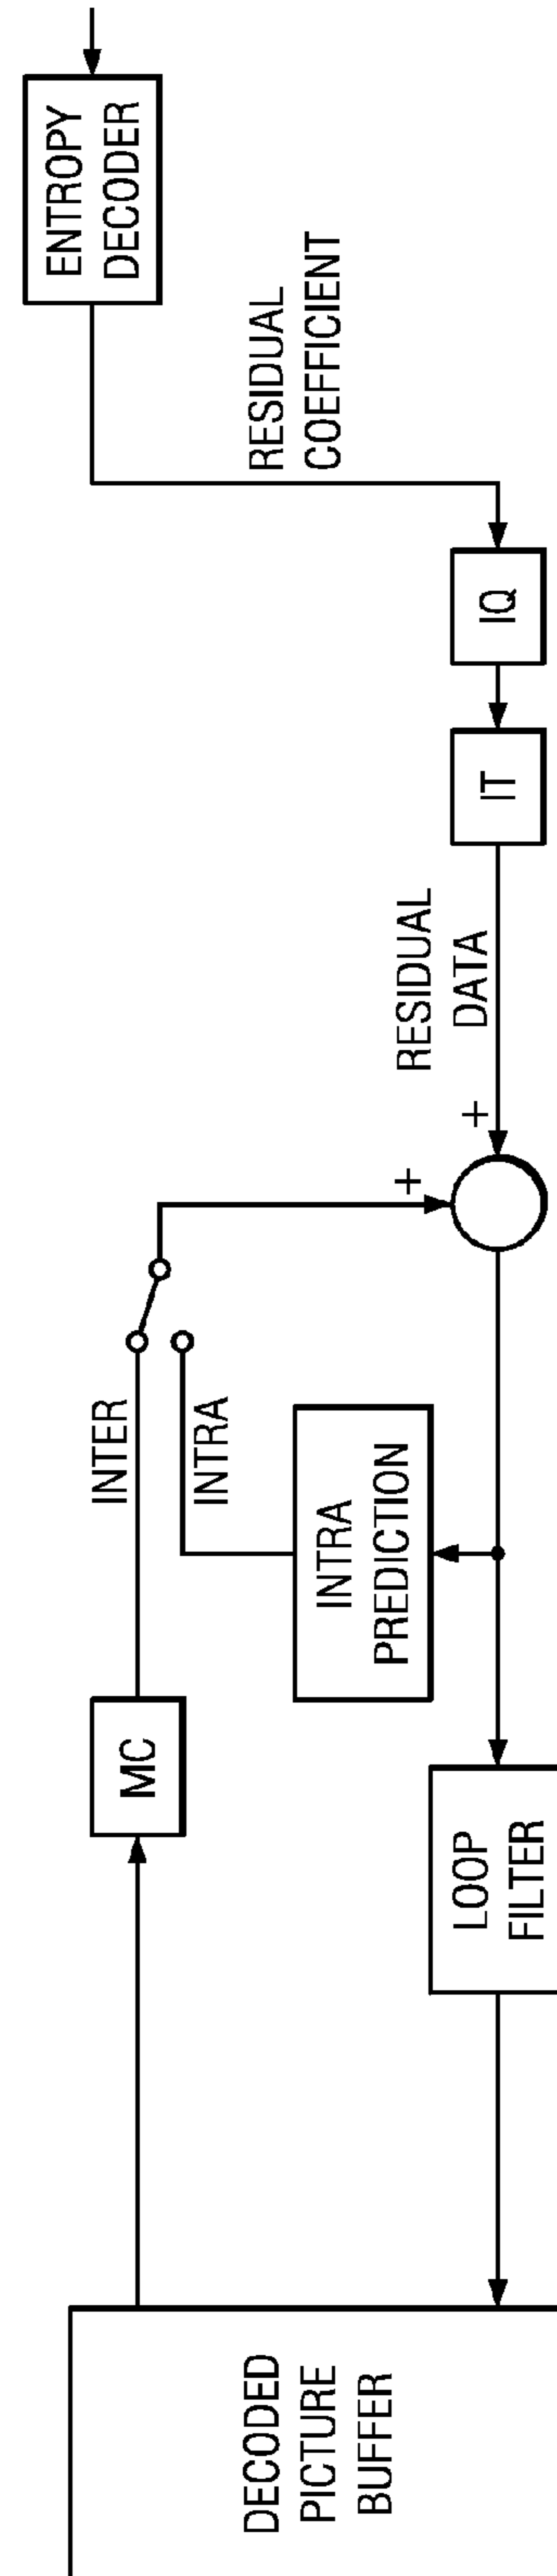 ENTROPY
DECODER
RESIDUAL
COEFFICIENT
IQ
IT
RESIDUAL
DATA
+
+
INTER
INTRA
INTRA
PREDICTION
MC
LOOP
FILTER
DECODED
PICTURE
BUFFER